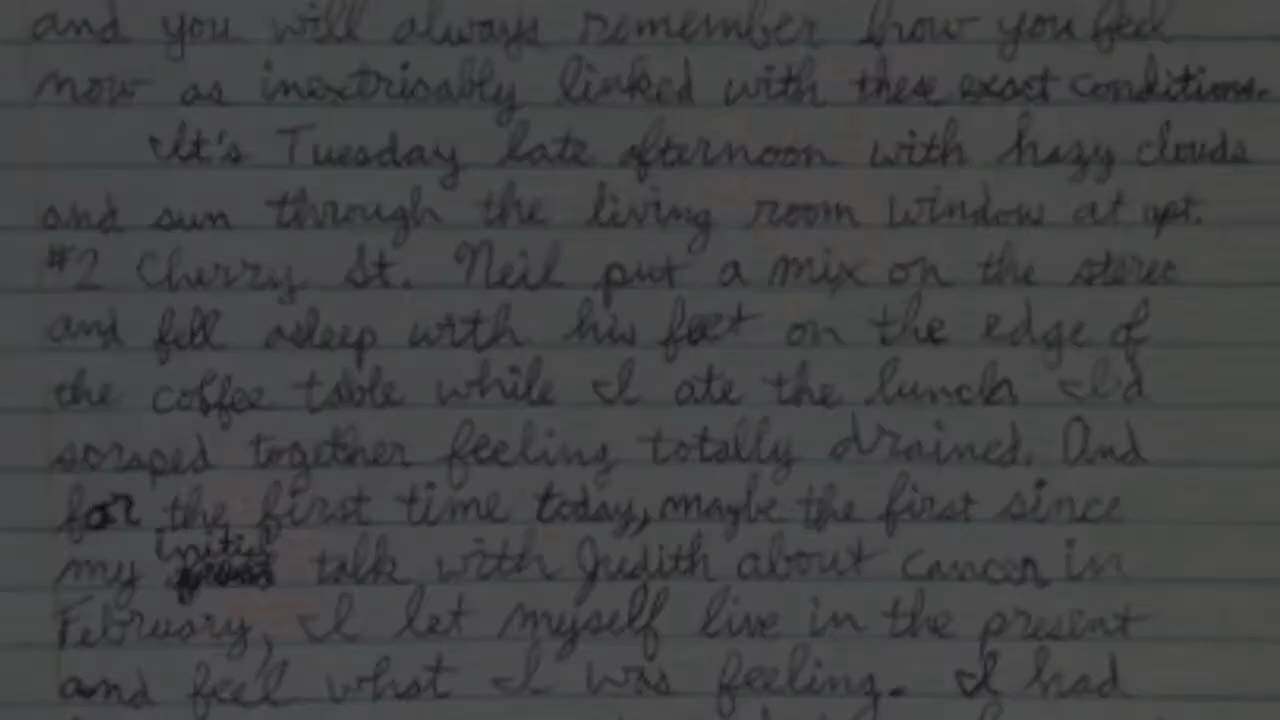 and you will always remember how you feel
now as inextricably linked with these exact conditions.
It's Tuesday late afternoon with hazy clouds
and sun through the living room window at apt.
#2 Cherry St. Neil put a mix on the stereo
and fell asleep with his feet on the edge of
the coffee table while I ate the lunch I'd
scraped together feeling totally drained. And
for the first time today, maybe the first since
my initial talk with Judith about cancer in
February, I let myself live in the present
and feel what I was feeling. I had